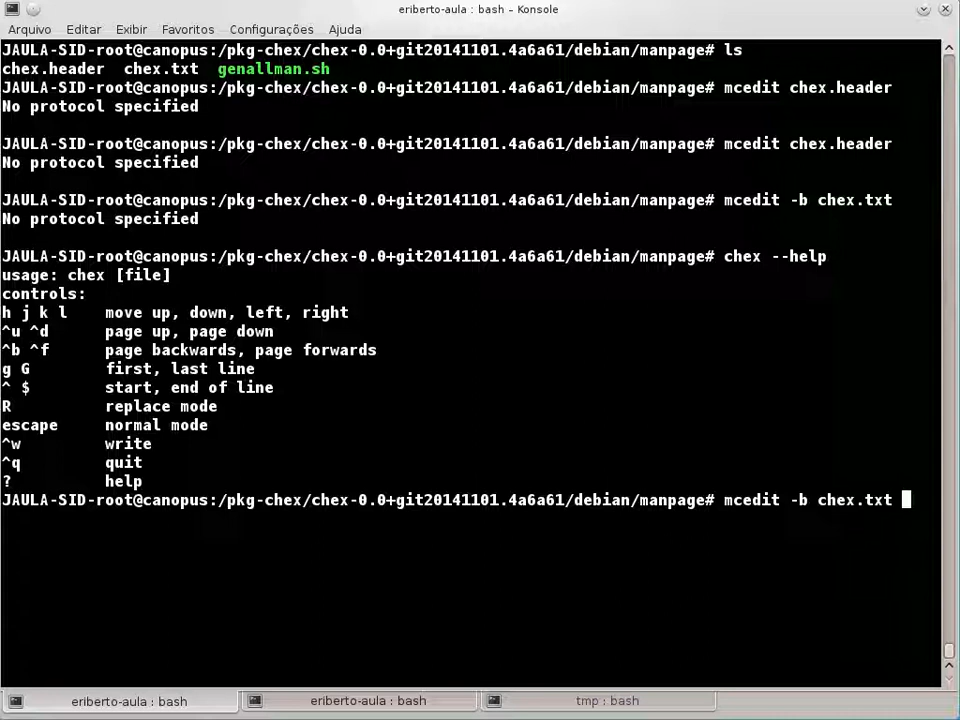 eriberto-aula : bash – Konsole
Arquivo Editar Exibir Favoritos Configurações Ajuda
JAULA-SID-root@canopus:/pkg-chex/chex-0.0+git20141101.4a6a61/debian/manpage# ls
chex.header chex.txt genallman.sh
JAULA-SID-root@canopus:/pkg-chex/chex-0.0+git20141101.4a6a61/debian/manpage# mcedit chex.header
No protocol specified
JAULA-SID-root@canopus:/pkg-chex/chex-0.0+git20141101.4a6a61/debian/manpage# mcedit chex.header
No protocol specified
JAULA-SID-root@canopus:/pkg-chex/chex-0.0+git20141101.4a6a61/debian/manpage# mcedit -b chex.txt
No protocol specified
JAULA-SID-root@canopus:/pkg-chex/chex-0.0+git20141101.4a6a61/debian/manpage# chex --help
usage: chex [file]
controls:
h j k l move up, down, left, right
^u ^d page up, page down
^b ^f page backwards, page forwards
g G first, last line
^ $ start, end of line
R replace mode
escape normal mode
^w write
^q quit
? help
JAULA-SID-root@canopus:/pkg-chex/chex-0.0+git20141101.4a6a61/debian/manpage# mcedit -b chex.txt
eriberto-aula : bash eriberto-aula : bash tmp : bash